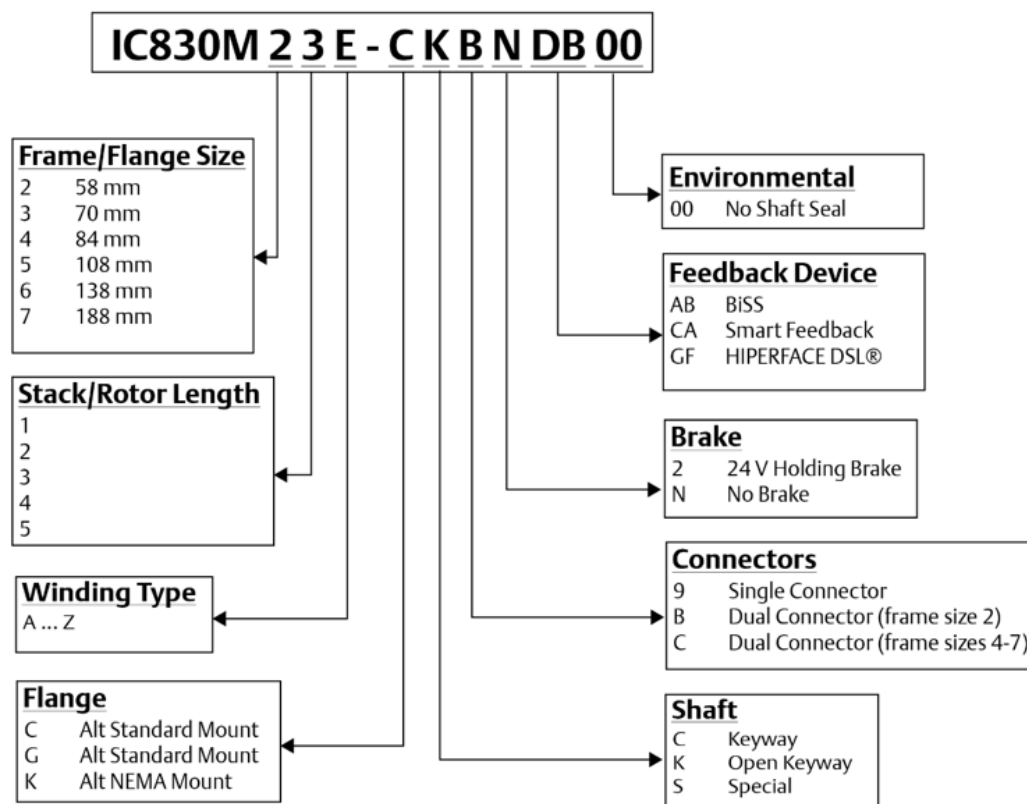 IC830M 2 3 E - C K B N DB 00
Frame/Flange Size
2 58 mm
3 70 mm
4 84 mm
5 108 mm
6 138 mm
7 188 mm
Stack/Rotor Length
1
2
3
4
5
Winding Type
A ... Z
Flange
C Alt Standard Mount
G Alt Standard Mount
K Alt NEMA Mount
Environmental
00 No Shaft Seal
Feedback Device
AB BiSS
CA Smart Feedback
GF HIPERFACE DSL®
Brake
2 24 V Holding Brake
N No Brake
Connectors
9 Single Connector
B Dual Connector (frame size 2)
C Dual Connector (frame sizes 4-7)
Shaft
C Keyway
K Open Keyway
S Special